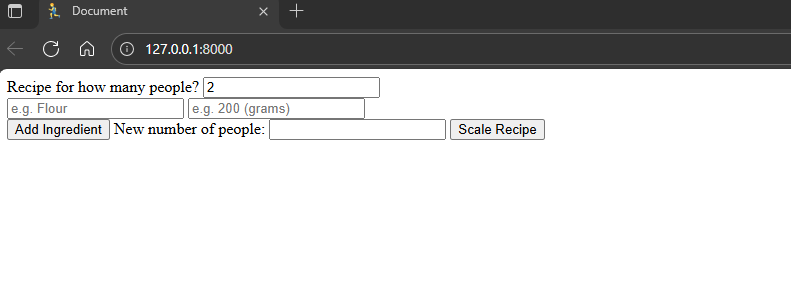 Document
127.0.0.1:8000
Recipe for how many people? 2
e.g. Flour e.g. 200 (grams)
Add Ingredient New number of people: Scale Recipe